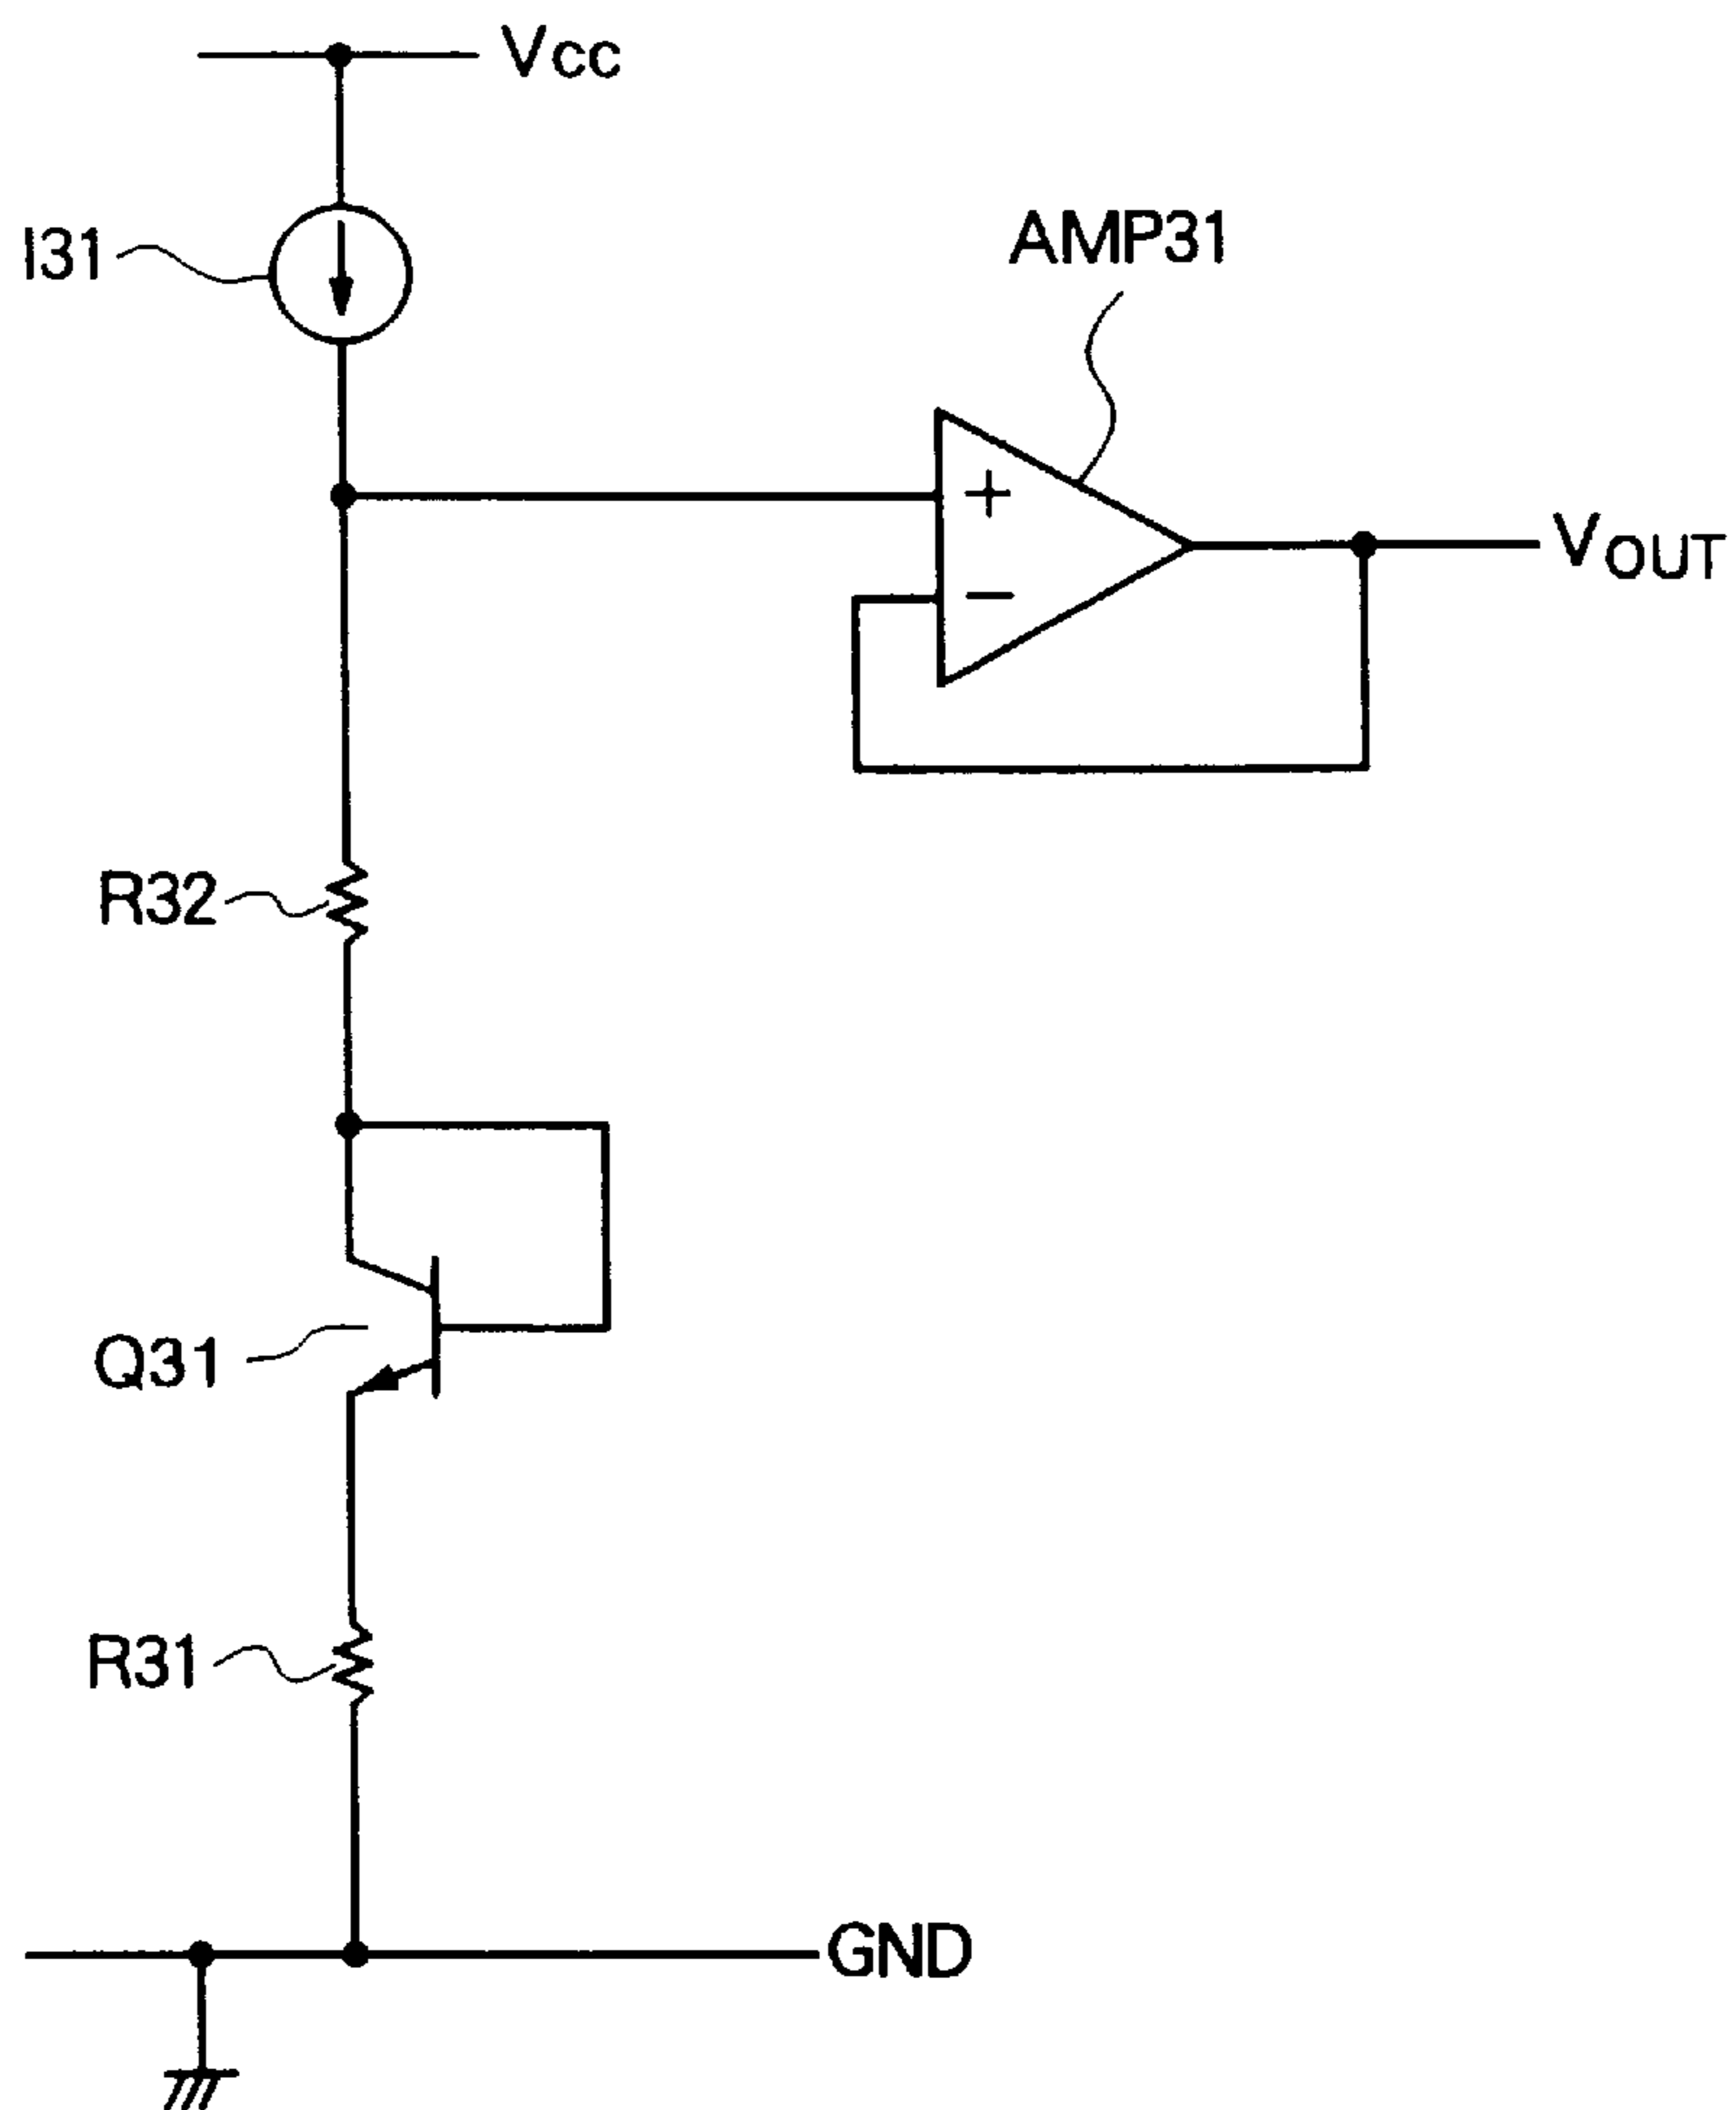 Vcc
I31
AMP31
+
VOUT
−
R32
Q31
R31
GND